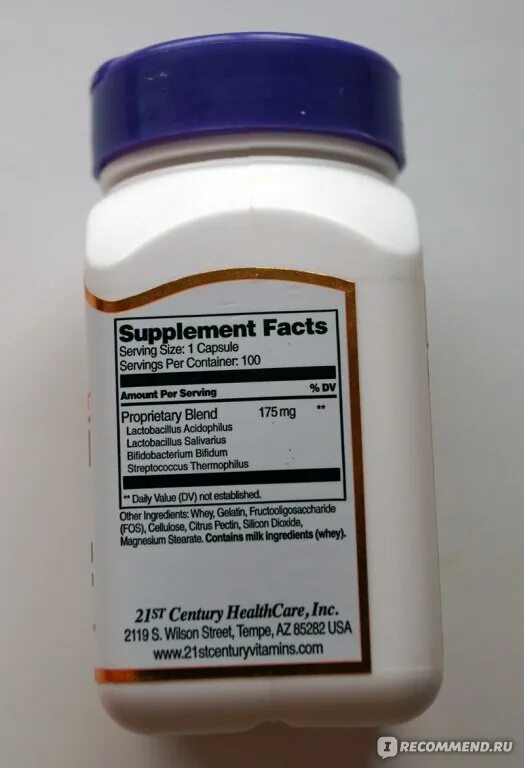 Supplement Facts
Serving Size: 1 Capsule
Servings Per Container: 100
Amount Per Serving % DV
Proprietary Blend 175 mg **
Lactobacillus Acidophilus
Lactobacillus Salivarius
Bifidobacterium Bifidum
Streptococcus Thermophilus
** Daily Value (DV) not established.
Other Ingredients: Whey, Gelatin, Fructooligosaccharide
(FOS), Cellulose, Citrus Pectin, Silicon Dioxide,
Magnesium Stearate. Contains milk Ingredients (whey).
21ST Century HealthCare, Inc.
2119 S. Wilson Street, Tempe, AZ 85282 USA
www.21stcenturyvitamins.com
I RECOMMEND.RU